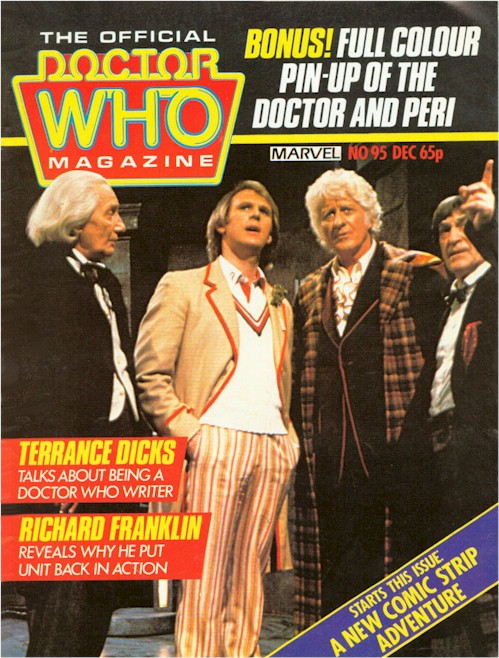 THE OFFICIAL
DOCTOR
WHO
MAGAZINE
BONUS! FULL COLOUR
PIN-UP OF THE
DOCTOR AND PERI
MARVEL NO 95 DEC 65p
TERRANCE DICKS
TALKS ABOUT BEING A
DOCTOR WHO WRITER
RICHARD FRANKLIN
REVEALS WHY HE PUT
UNIT BACK IN ACTION
STARTS THIS ISSUE
A NEW COMIC STRIP
ADVENTURE